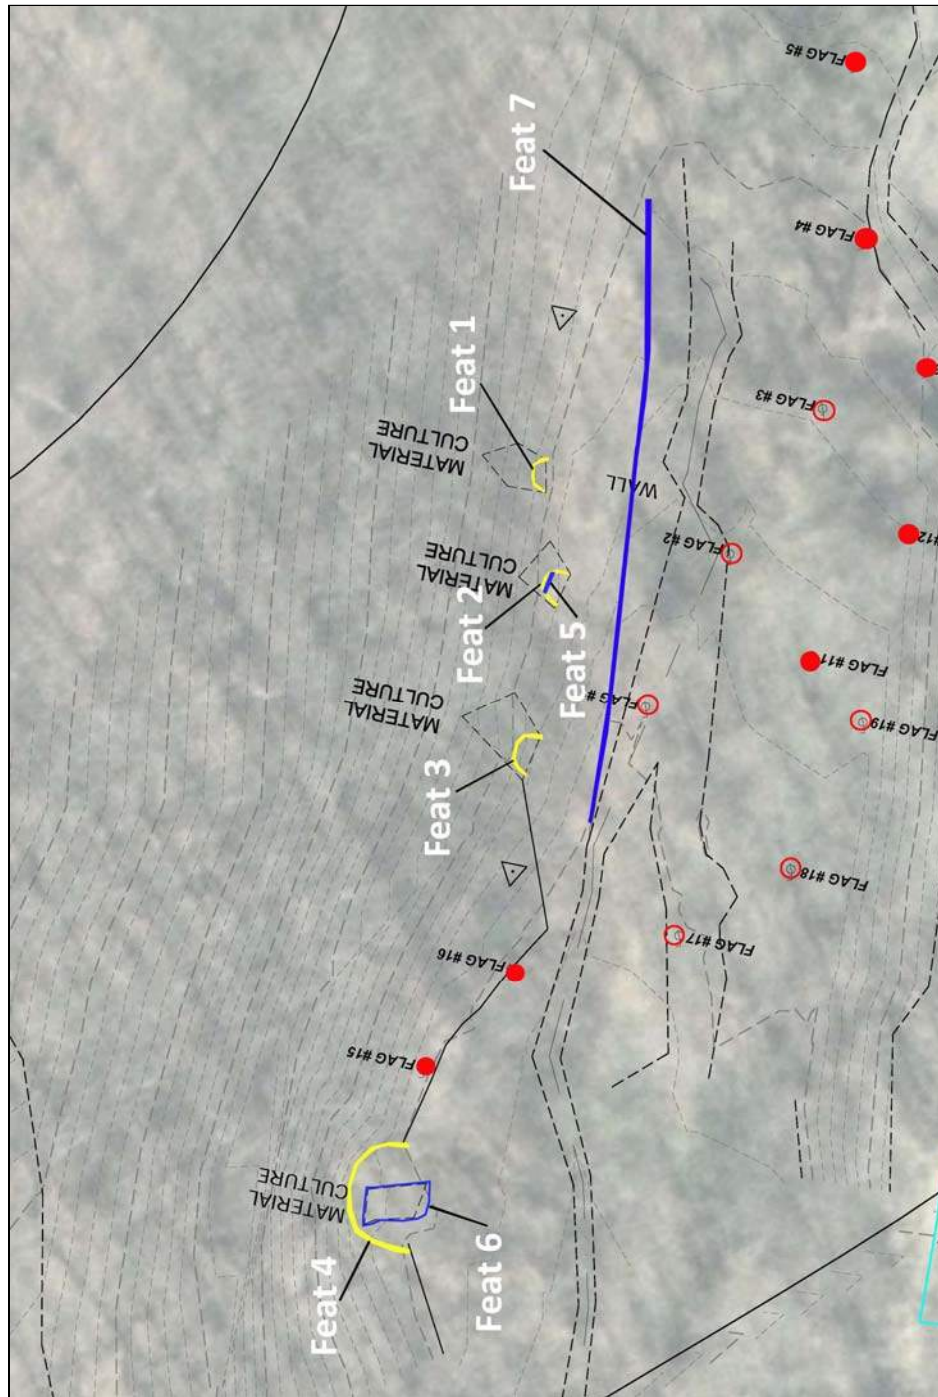 FLAG #5
Feat 7
FLAG #4
Feat 1
FLAG #3
MATERIAL
CULTURE
WALL
FLAG #2
#12
MATERIAL
CULTURE
Feat 2
Feat 5
FLAG #11
FLAG #
FLAG #19
MATERIAL
CULTURE
Feat 3
FLAG #18
FLAG #17
FLAG #16
FLAG #15
MATERIAL
CULTURE
Feat 4
Feat 6